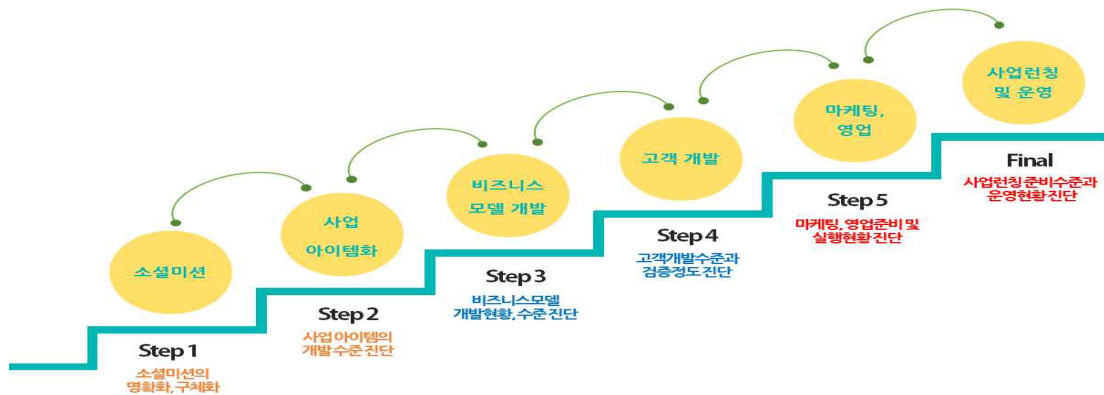 소셜미션
Step 1
소셜미션의
명확화, 구체화
사업
아이템화
Step 2
사업 아이템의
개발 수준 진단
비즈니스
모델 개발
Step 3
비즈니스모델
개발현황, 수준 진단
고객 개발
Step 4
고객개발수준과
검증정도 진단
마케팅,
영업
Step 5
마케팅, 영업준비 및
실행현황 진단
사업런칭
및 운영
Final
사업런칭 준비수준과
운영현황 진단